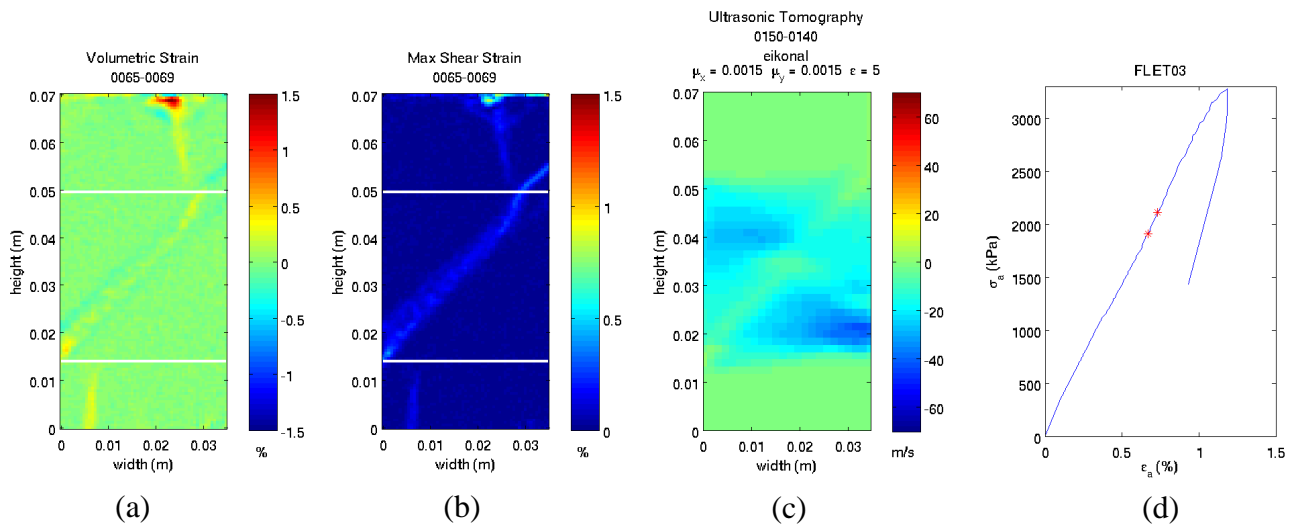 Volumetric Strain
0065-0069
0.07
0.06
0.05
0.04
0.03
0.02
0.01
0
height (m)
0 0.01 0.02 0.03
width (m)
1.5
1
0.5
0
-0.5
-1
-1.5
%
(a)
Max Shear Strain
0065-0069
0.07
0.06
0.05
0.04
0.03
0.02
0.01
0
height (m)
0 0.01 0.02 0.03
width (m)
1.5
1
0.5
0
%
(b)
Ultrasonic Tomography
0150-0140
eikonal
μx = 0.0015 μy = 0.0015 ε = 5
0.07
0.06
0.05
0.04
0.03
0.02
0.01
0
height (m)
0 0.01 0.02 0.03
width (m)
60
40
20
0
-20
-40
-60
m/s
(c)
FLET03
3000
2500
2000
1500
1000
500
0
σa (kPa)
0 0.5 1 1.5
εa (%)
(d)